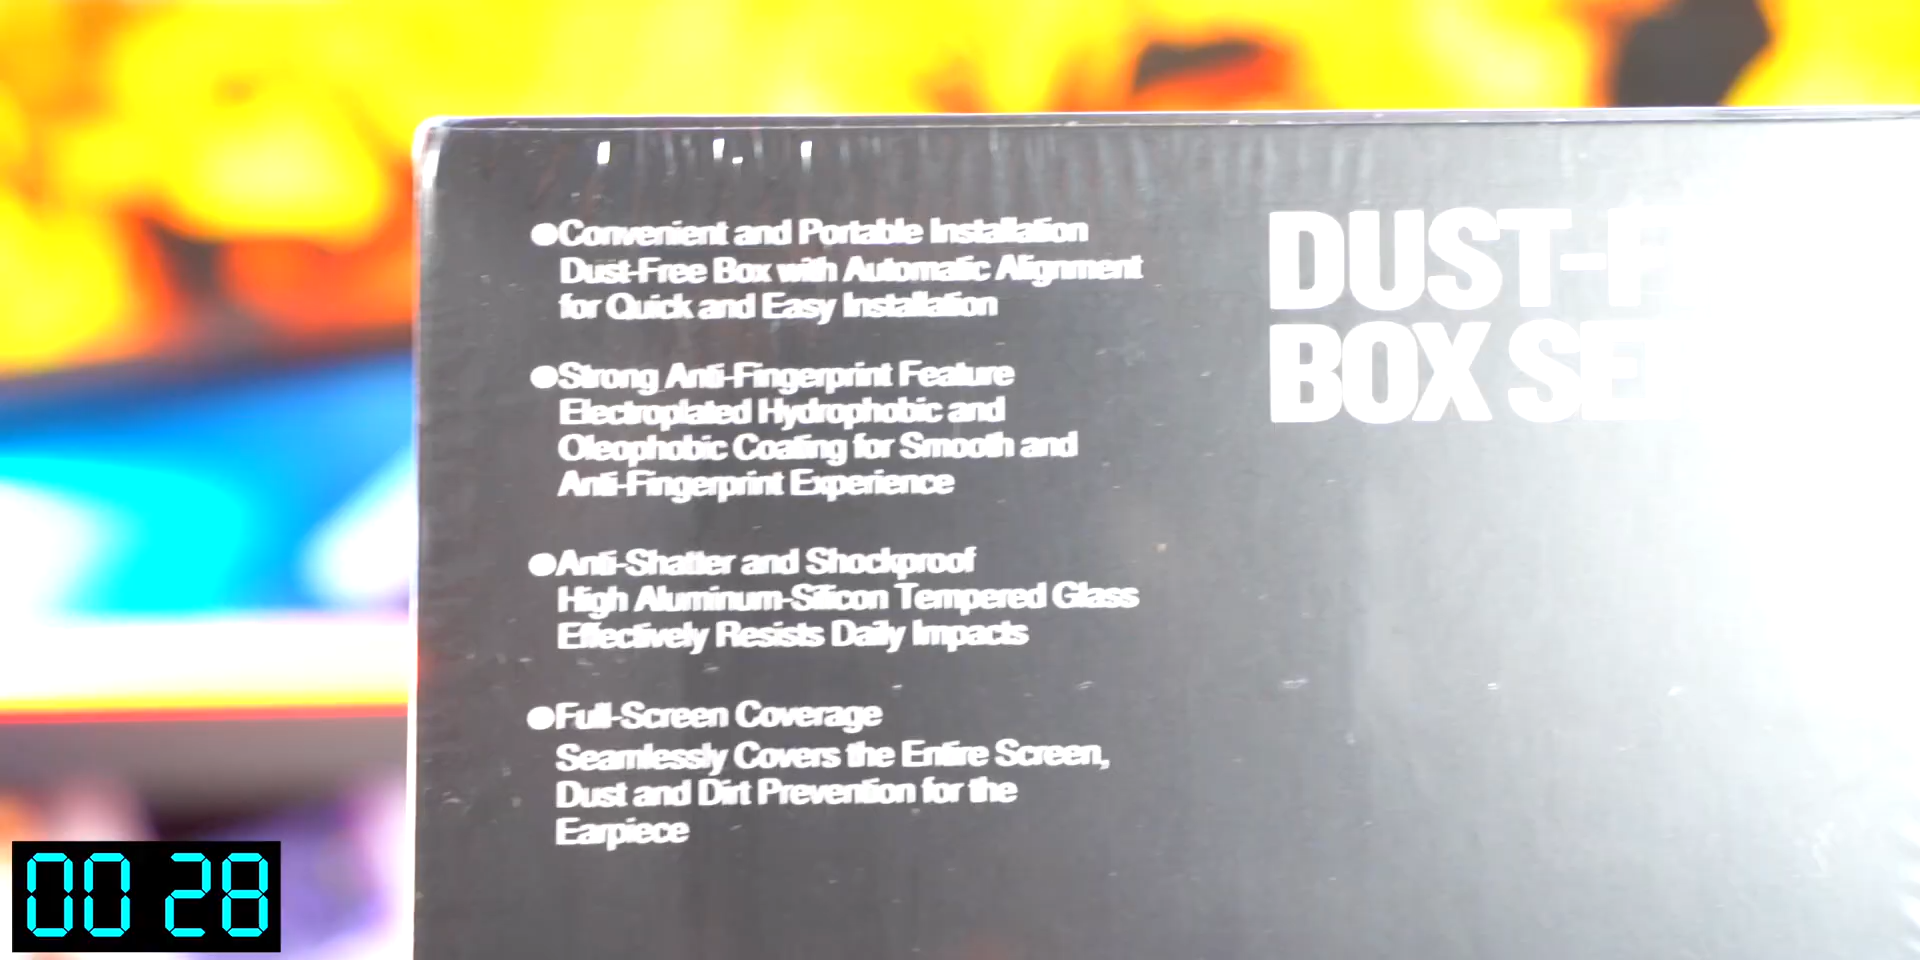 ●Convenient and Portable Installation
Dust-Free Box with Automatic Alignment
for Quick and Easy Installation
●Strong Anti-Fingerprint Feature
Electroplated Hydrophobic and
Oleophobic Coating for Smooth and
Anti-Fingerprint Experience
●Anti-Shatter and Shockproof
High Aluminum-Silicon Tempered Glass
Effectively Resists Daily Impacts
●Full-Screen Coverage
Seamlessly Covers the Entire Screen,
Dust and Dirt Prevention for the
Earpiece
DUST-F
BOX SE
00 28